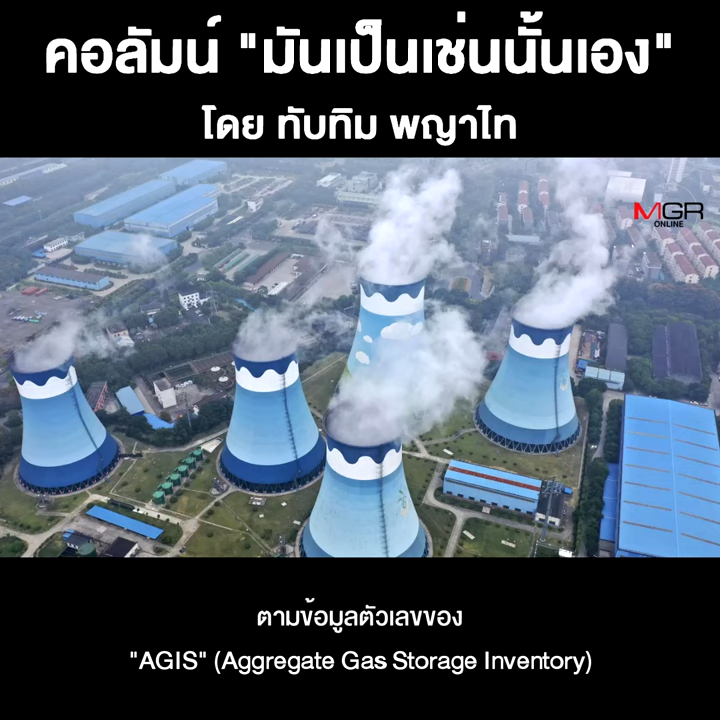 คอลัมน์ "มันเป็นเช่นนั้นเอง"
โดย ทับทิม พญาไท
MGR
ONLINE
ตามข้อมูลตัวเลขของ
"AGIS" (Aggregate Gas Storage Inventory)